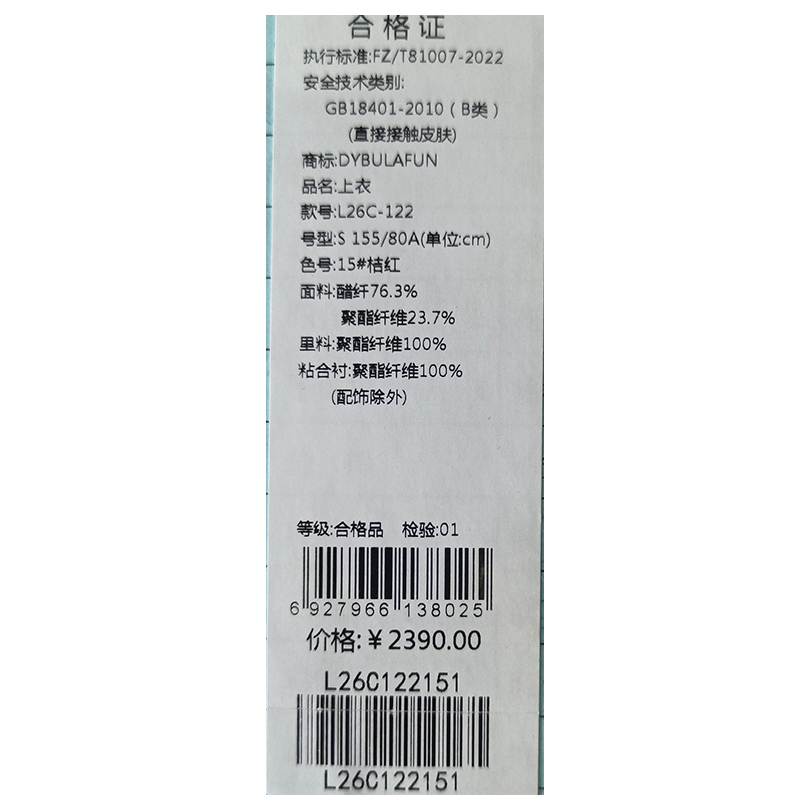 合格证
执行标准:FZ/T81007-2022
安全技术类别:
GB18401-2010（B类）
(直接接触皮肤)
商标:DYBULAFUN
品名:上衣
款号:L26C-122
号型:S 155/80A(单位:cm)
色号:15#桔红
面料:醋纤76.3%
聚酯纤维23.7%
里料:聚酯纤维100%
粘合衬:聚酯纤维100%
(配饰除外)
等级:合格品 检验:01
6 927966 138025
价格:￥2390.00
L26C122151
L26C122151